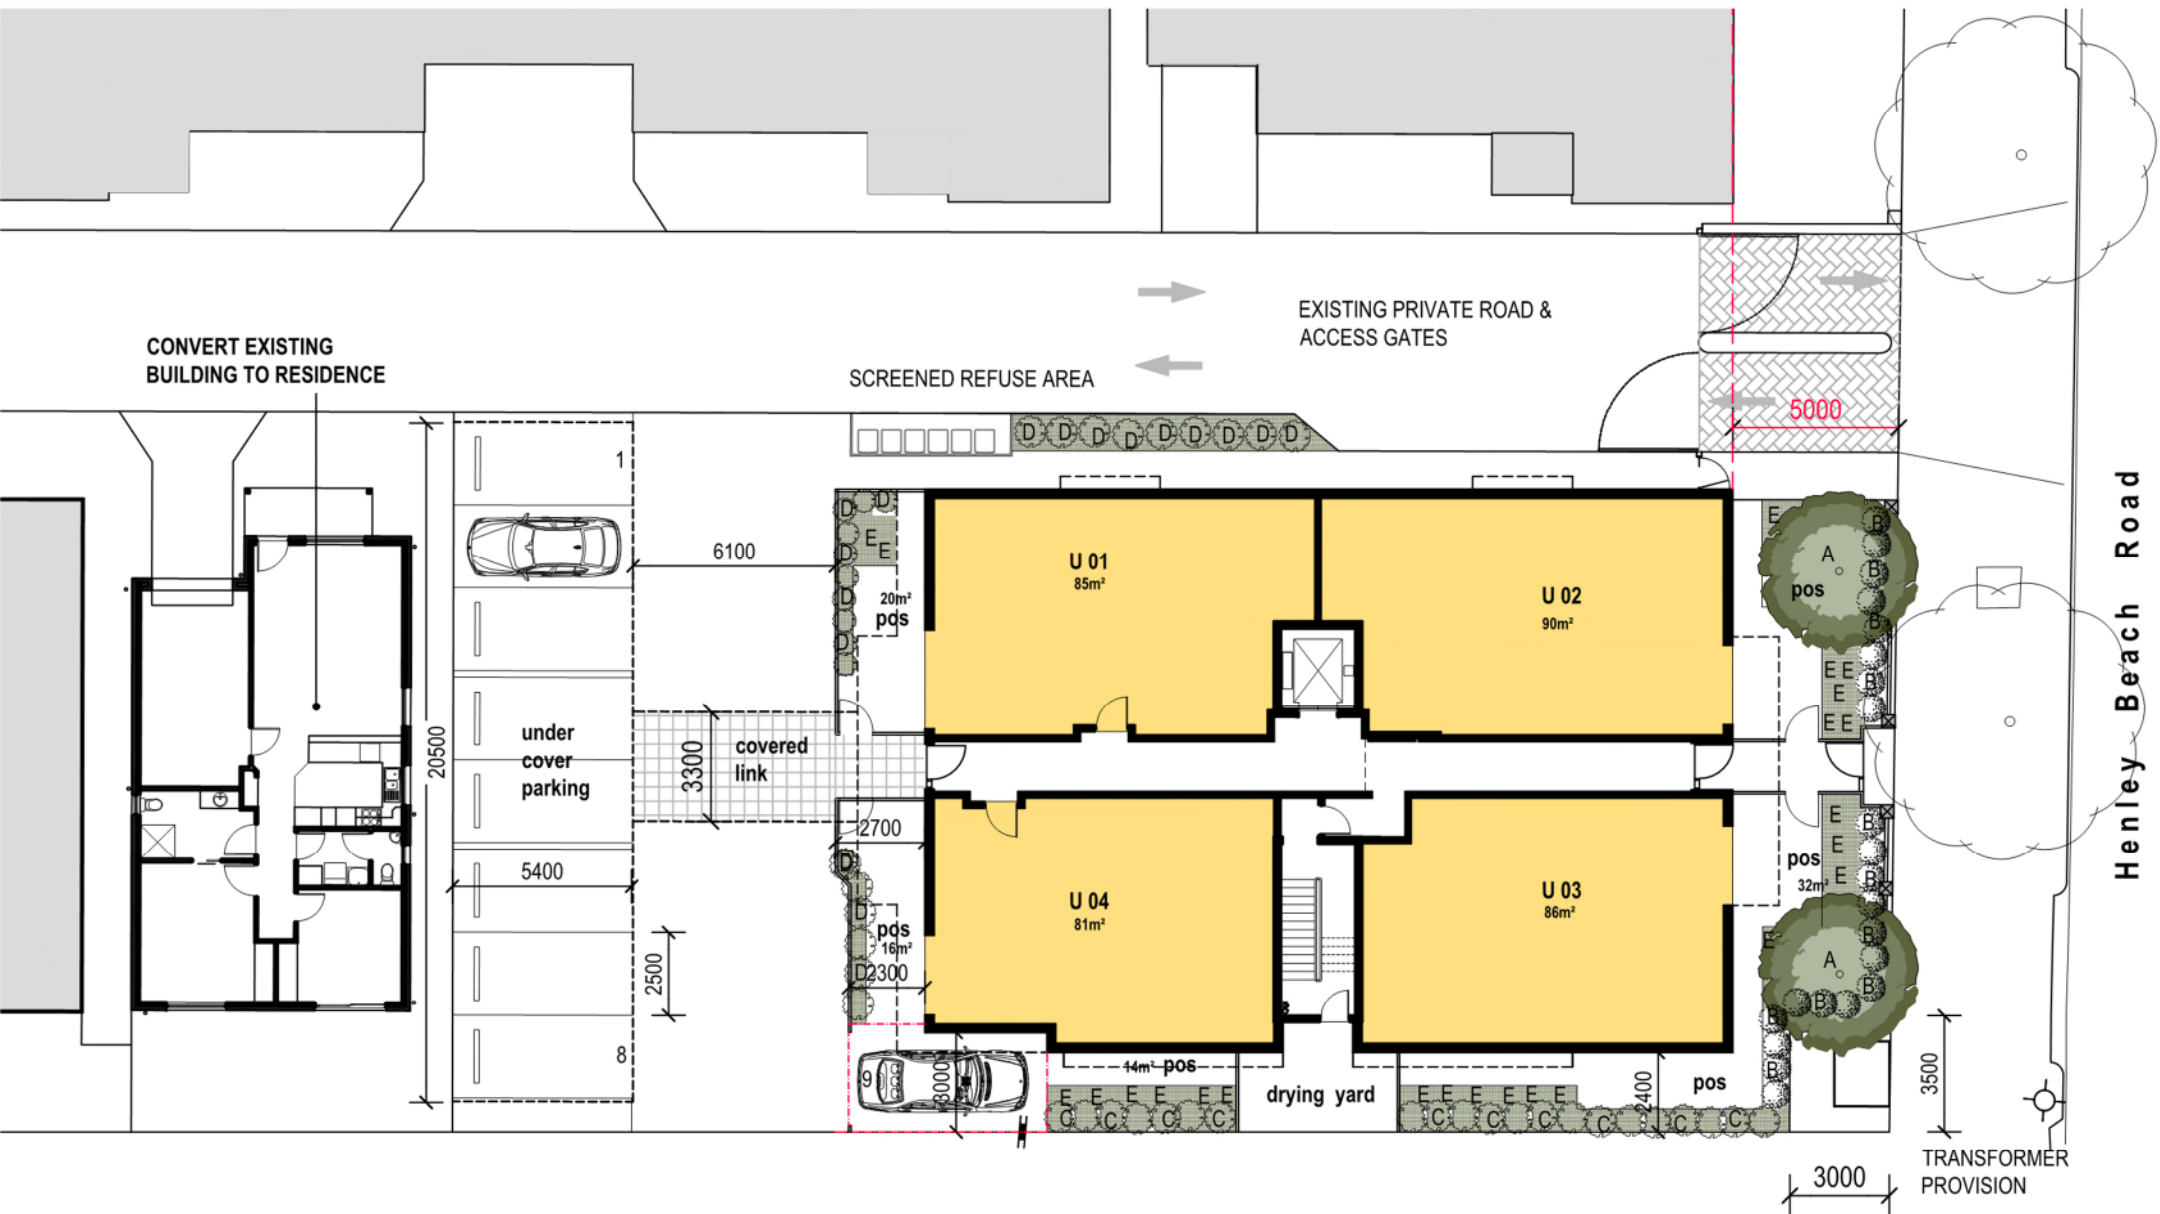 EXISTING PRIVATE ROAD &
ACCESS GATES
CONVERT EXISTING
BUILDING TO RESIDENCE
SCREENED REFUSE AREA
5000
D D D D D D D D D
1
D D
E E
D
D
D
6100
20m²
pos
U 01
85m²
U 02
90m²
E
A
pos
B
B
B
E E
E
E E
B
Henley Beach Road
20500
under
cover
parking
3300
covered
link
2700
5400
D
D
D
pos
16m²
2300
2500
U 04
81m²
U 03
86m²
E
E
E
B
B
pos
32m²
E
A
B
B
B
B
B
8
9
3000
14m² pos
E E E E E E
C C C C
drying yard
E E E E E
C C C C C C
2400
pos
3500
TRANSFORMER
PROVISION
3000